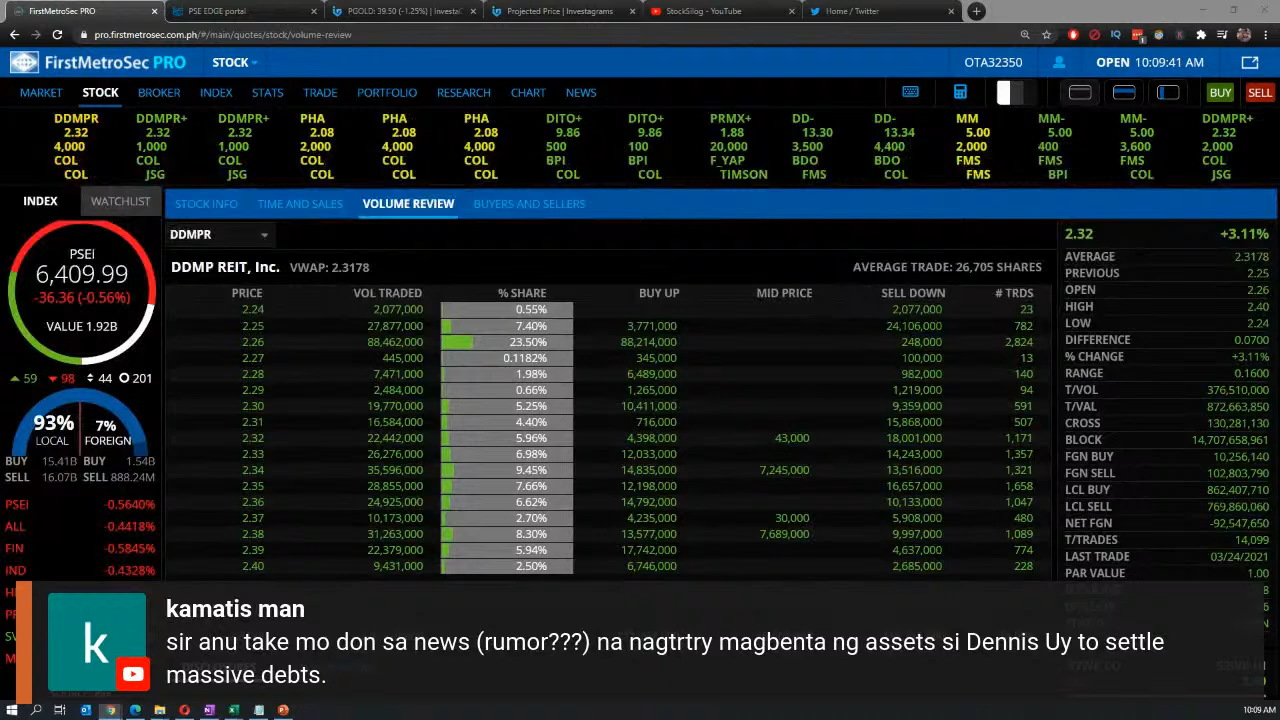 FirstMetroSec PRO
PSE EDGE portal
PGOLD: 39.50 (-1.25%) | Investa
Projected Price | Investagrams
StockSilog - YouTube
Home / Twitter
pro.firstmetrosec.com.ph/#/main/quotes/stock/volume-review
FirstMetroSec PRO STOCK OTA32350 OPEN 10:09:41 AM
MARKET STOCK BROKER INDEX STATS TRADE PORTFOLIO RESEARCH CHART NEWS BUY SELL
DDMPR DDMPR+ DDMPR+ PHA PHA PHA DITO+ DITO+ PRMX+ DD- DD- MM MM- MM- DDMPR+
2.32 2.32 2.32 2.08 2.08 2.08 9.86 9.86 1.88 13.30 13.34 5.00 5.00 5.00 2.32
4,000 1,000 1,000 2,000 4,000 4,000 500 100 20,000 3,500 4,400 2,000 400 3,600 2,000
COL COL COL COL COL COL BPI BPI F_YAP BDO BDO FMS FMS FMS COL
COL JSG JSG COL COL COL COL COL TIMSON FMS COL FMS BPI COL JSG
INDEX WATCHLIST
STOCK INFO TIME AND SALES VOLUME REVIEW BUYERS AND SELLERS
PSEI
6,409.99
-36.36 (-0.56%)
VALUE 1.92B
59 98 44 201
93% LOCAL
7% FOREIGN
BUY 15.41B BUY 1.54B
SELL 16.07B SELL 888.24M
PSEI -0.5640%
ALL -0.4418%
FIN -0.5845%
IND -0.4328%
DDMPR
DDMP REIT, Inc. VWAP: 2.3178 AVERAGE TRADE: 26,705 SHARES
PRICE VOL TRADED % SHARE BUY UP MID PRICE SELL DOWN # TRDS
2.24 2,077,000 0.55% 2,077,000 23
2.25 27,877,000 7.40% 3,771,000 24,106,000 782
2.26 88,462,000 23.50% 88,214,000 248,000 2,824
2.27 445,000 0.1182% 345,000 100,000 13
2.28 7,471,000 1.98% 6,489,000 982,000 140
2.29 2,484,000 0.66% 1,265,000 1,219,000 94
2.30 19,770,000 5.25% 10,411,000 9,359,000 591
2.31 16,584,000 4.40% 716,000 15,868,000 507
2.32 22,442,000 5.96% 4,398,000 43,000 18,001,000 1,171
2.33 26,276,000 6.98% 12,033,000 14,243,000 1,357
2.34 35,596,000 9.45% 14,835,000 7,245,000 13,516,000 1,321
2.35 28,855,000 7.66% 12,198,000 16,657,000 1,658
2.36 24,925,000 6.62% 14,792,000 10,133,000 1,047
2.37 10,173,000 2.70% 4,235,000 30,000 5,908,000 480
2.38 31,263,000 8.30% 13,577,000 7,689,000 9,997,000 1,089
2.39 22,379,000 5.94% 17,742,000 4,637,000 774
2.40 9,431,000 2.50% 6,746,000 2,685,000 228
2.32 +3.11%
AVERAGE 2.3178
PREVIOUS 2.25
OPEN 2.26
HIGH 2.40
LOW 2.24
DIFFERENCE 0.0700
% CHANGE +3.11%
RANGE 0.1600
T/VOL 376,510,000
T/VAL 872,663,850
CROSS 130,281,130
BLOCK 14,707,658,961
FGN BUY 10,256,140
FGN SELL 102,803,790
LCL BUY 862,407,710
LCL SELL 769,860,060
NET FGN -92,547,650
T/TRADES 14,099
LAST TRADE 03/24/2021
PAR VALUE 1.00
k
kamatis man
sir anu take mo don sa news (rumor???) na nagtrtry magbenta ng assets si Dennis Uy to settle
massive debts.
10:09 AM